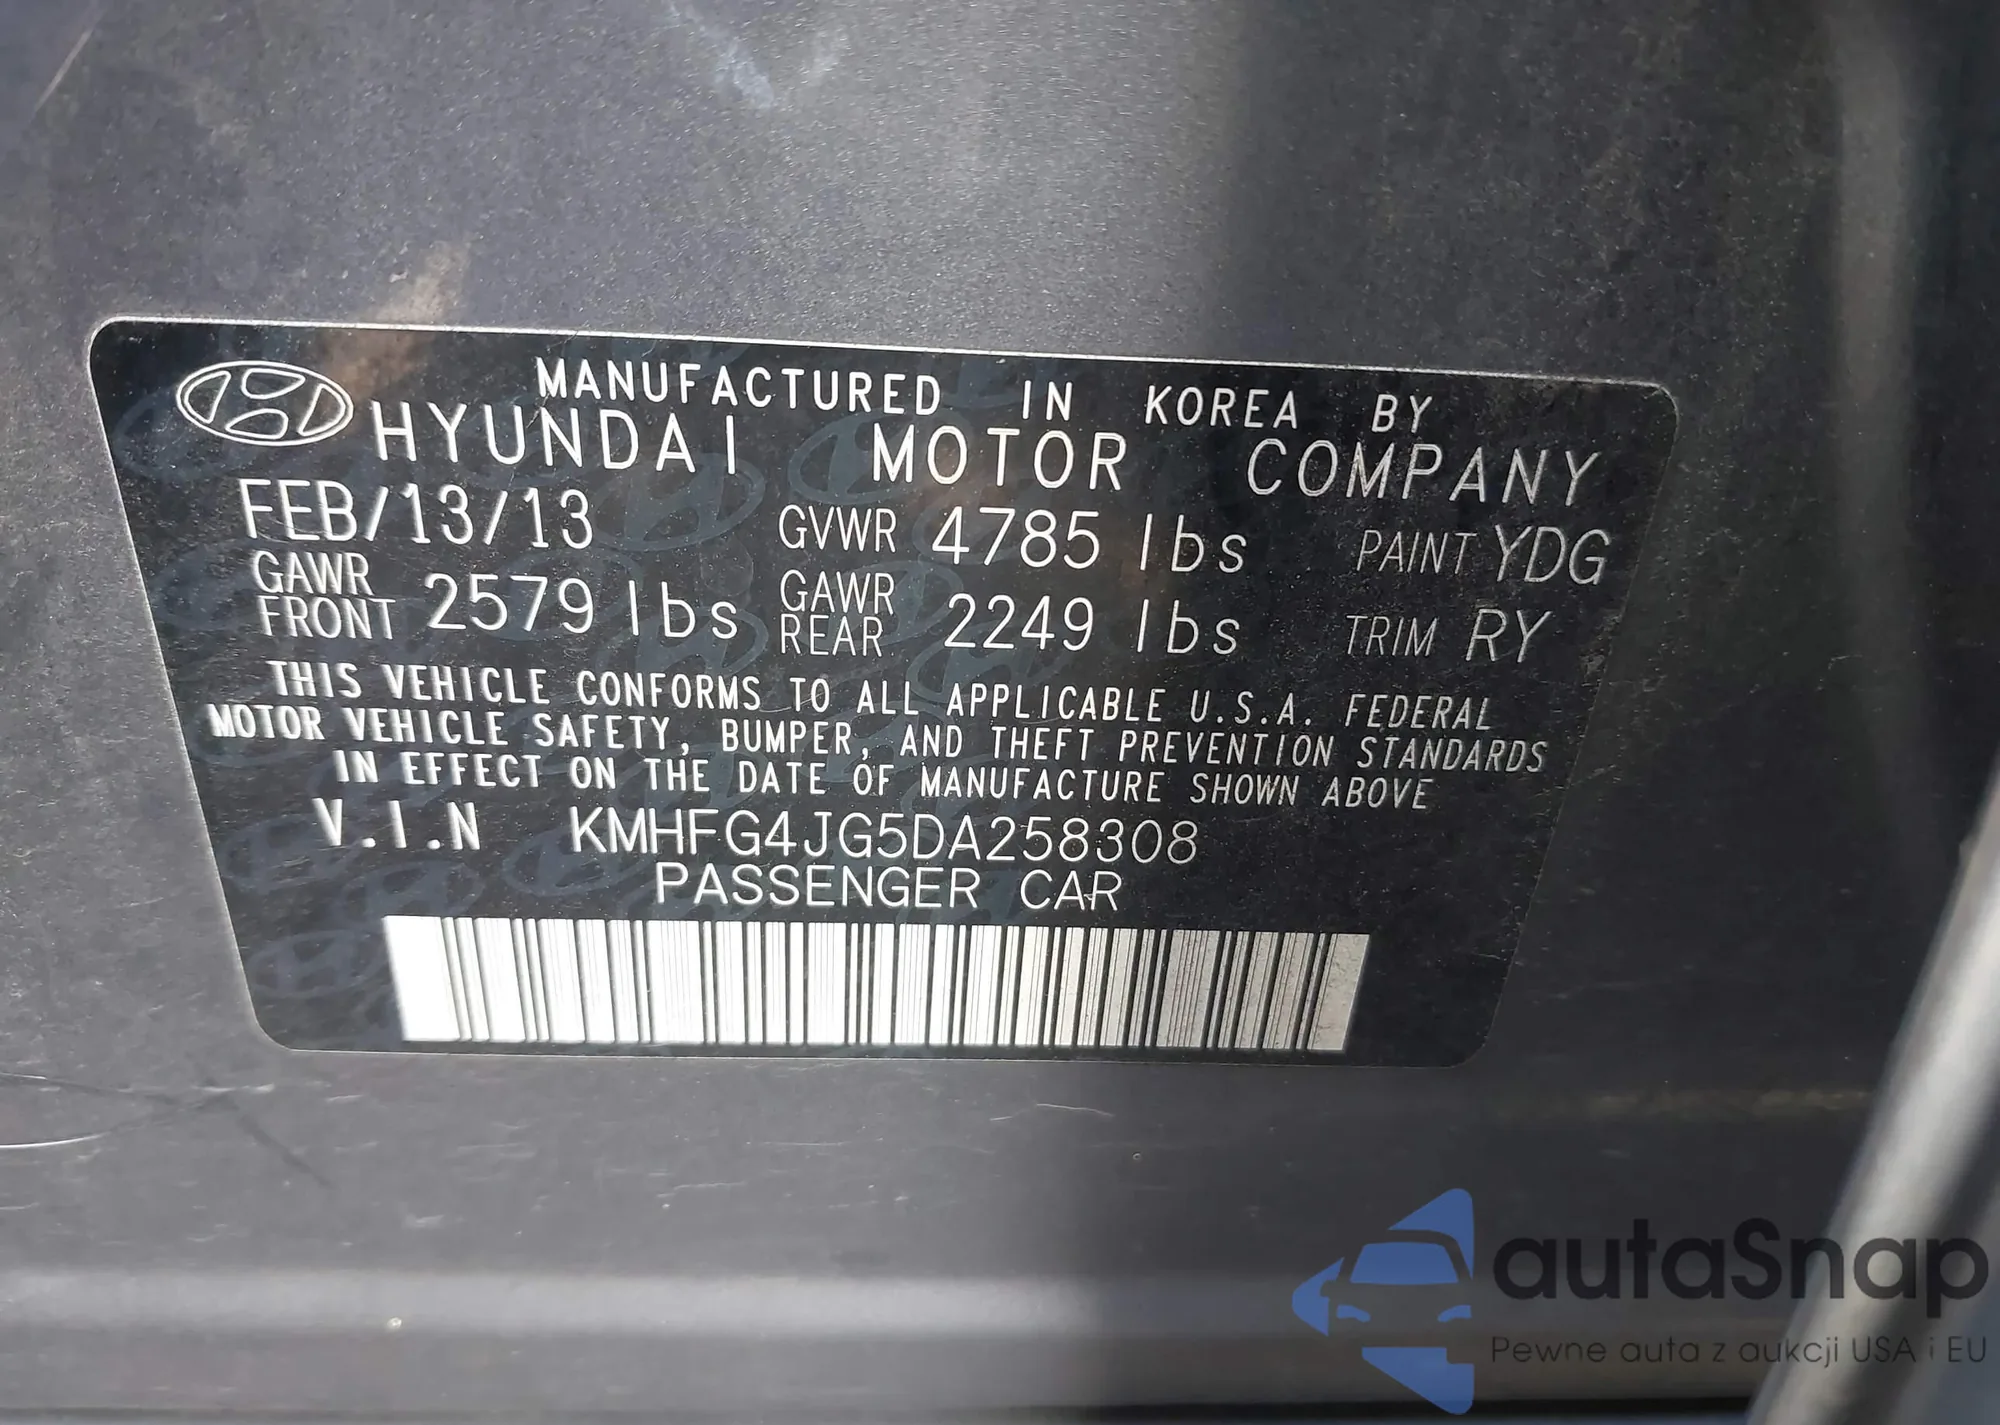 MANUFACTURED IN KOREA BY
HYUNDAI MOTOR COMPANY
FEB/13/13 GVWR 4785 lbs PAINT YDG
GAWR FRONT 2579 lbs GAWR REAR 2249 lbs TRIM RY
THIS VEHICLE CONFORMS TO ALL APPLICABLE U.S.A. FEDERAL
MOTOR VEHICLE SAFETY, BUMPER, AND THEFT PREVENTION STANDARDS
IN EFFECT ON THE DATE OF MANUFACTURE SHOWN ABOVE
V.I.N KMHFG4JG5DA258308
PASSENGER CAR
autaSnap
Pewne auta z aukcji USA i EU